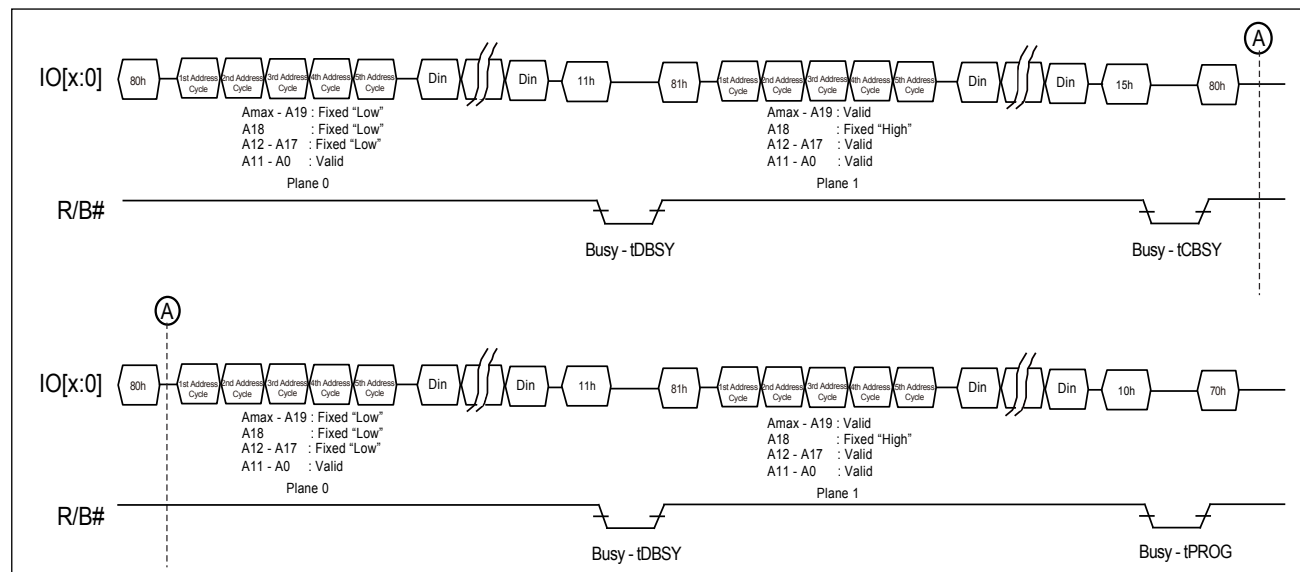 A
IO[x:0] 80h 1st Address Cycle 2nd Address Cycle 3rd Address Cycle 4th Address Cycle 5th Address Cycle Din Din 11h 81h 1st Address Cycle 2nd Address Cycle 3rd Address Cycle 4th Address Cycle 5th Address Cycle Din Din 15h 80h
Amax - A19 : Fixed “Low”
A18 : Fixed “Low”
A12 - A17 : Fixed “Low”
A11 - A0 : Valid
Plane 0
Amax - A19 : Valid
A18 : Fixed “High”
A12 - A17 : Valid
A11 - A0 : Valid
Plane 1
R/B#
Busy - tDBSY
Busy - tCBSY
A
IO[x:0] 80h 1st Address Cycle 2nd Address Cycle 3rd Address Cycle 4th Address Cycle 5th Address Cycle Din Din 11h 81h 1st Address Cycle 2nd Address Cycle 3rd Address Cycle 4th Address Cycle 5th Address Cycle Din Din 10h 70h
Amax - A19 : Fixed “Low”
A18 : Fixed “Low”
A12 - A17 : Fixed “Low”
A11 - A0 : Valid
Plane 0
Amax - A19 : Valid
A18 : Fixed “High”
A12 - A17 : Valid
A11 - A0 : Valid
Plane 1
R/B#
Busy - tDBSY
Busy - tPROG